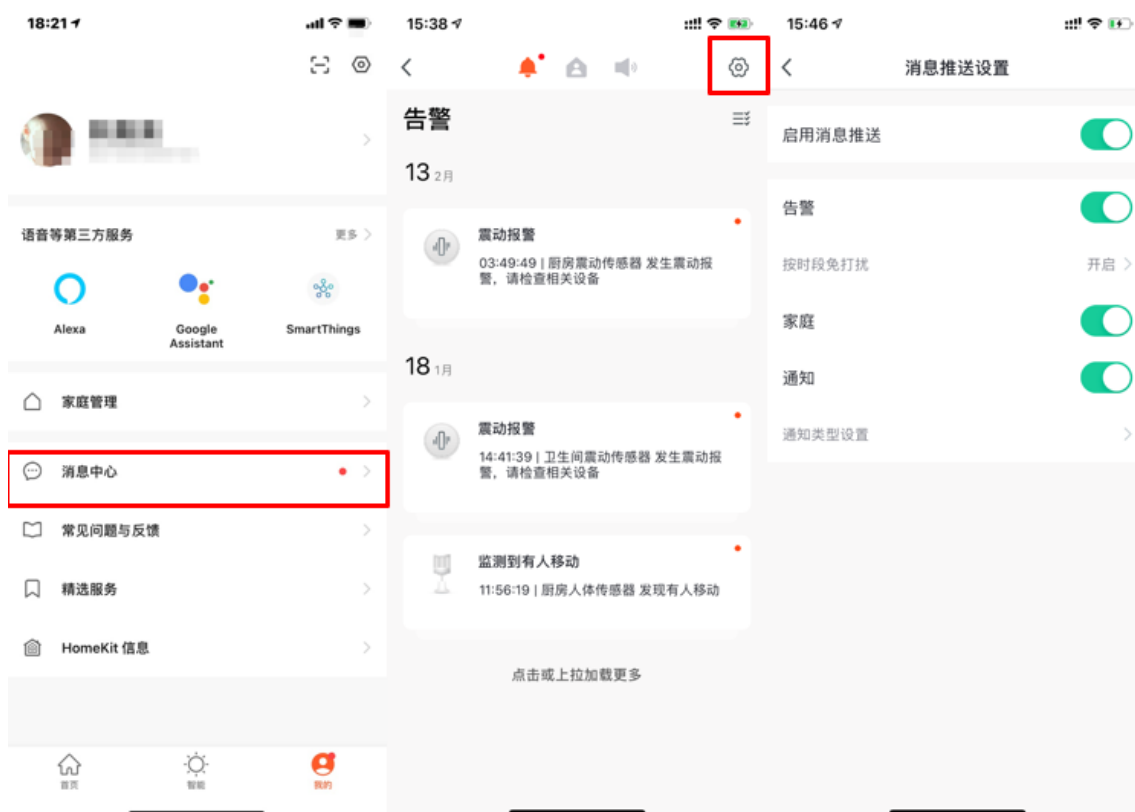 18:21
语音等第三方服务
更多
Alexa
Google
Assistant
SmartThings
家庭管理
消息中心
常见问题与反馈
精选服务
HomeKit 信息
首页
智能
我的
15:38
告警
13 2月
震动报警
03:49:49 | 厨房震动传感器 发生震动报
警，请检查相关设备
18 1月
震动报警
14:41:39 | 卫生间震动传感器 发生震动报
警，请检查相关设备
监测到有人移动
11:56:19 | 厨房人体传感器 发现有人移动
点击或上拉加载更多
15:46
消息推送设置
启用消息推送
告警
按时段免打扰
开启
家庭
通知
通知类型设置